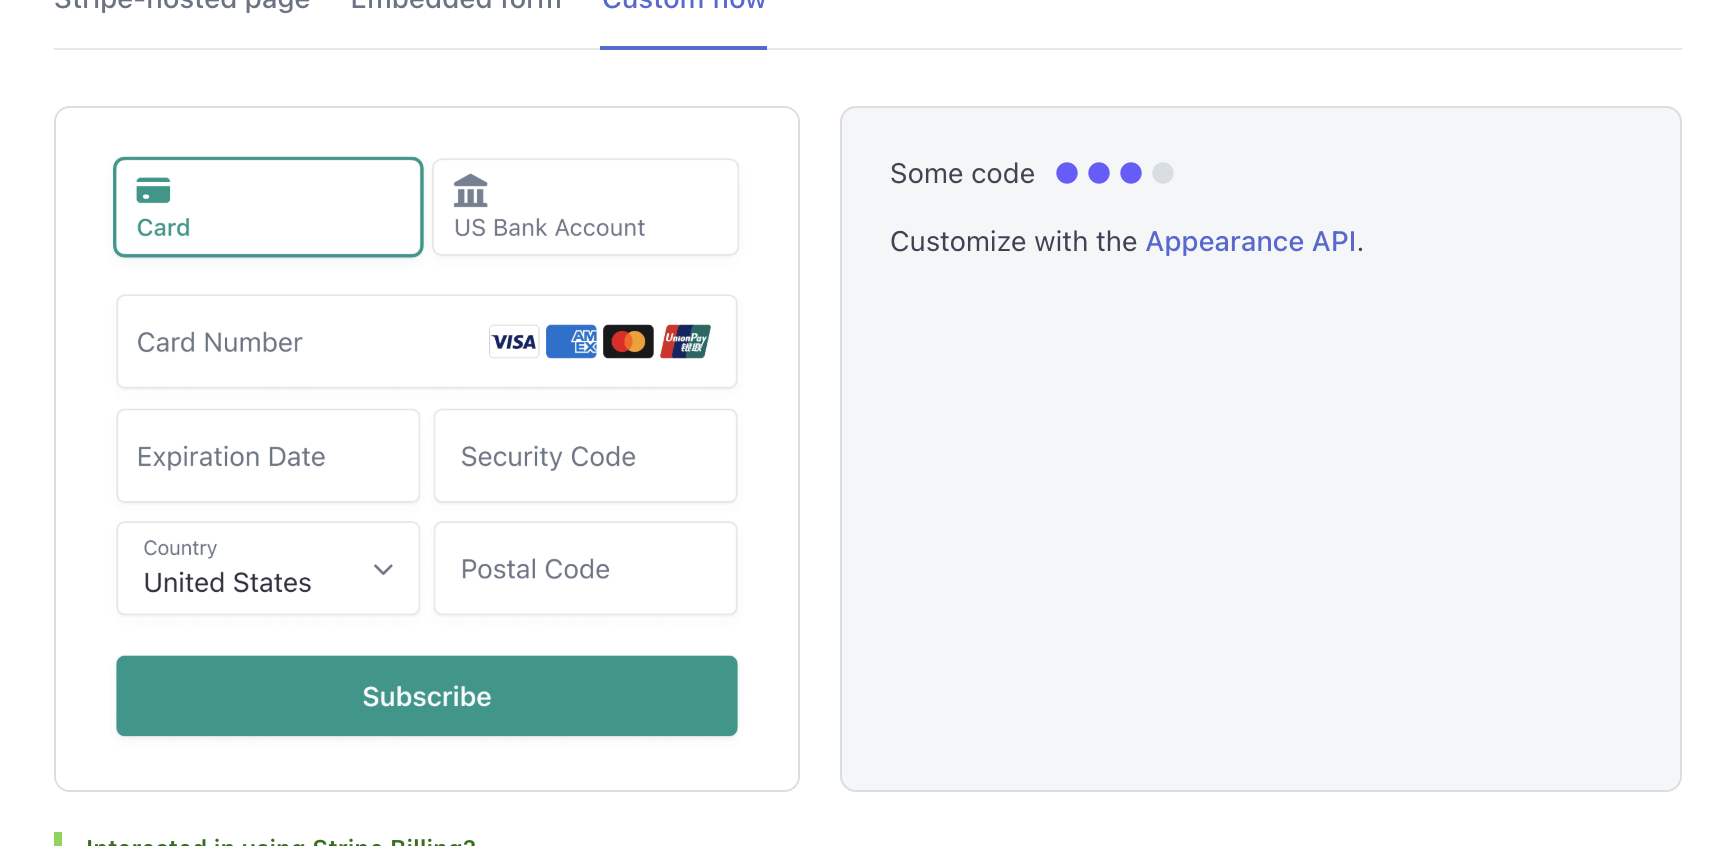 Stripe-hosted page Embedded form Custom flow
Card
US Bank Account
Card Number VISA AMEX UnionPay 银联
Expiration Date
Security Code
Country
United States
Postal Code
Subscribe
Some code
Customize with the Appearance API.
Interested in using Stripe Billing?